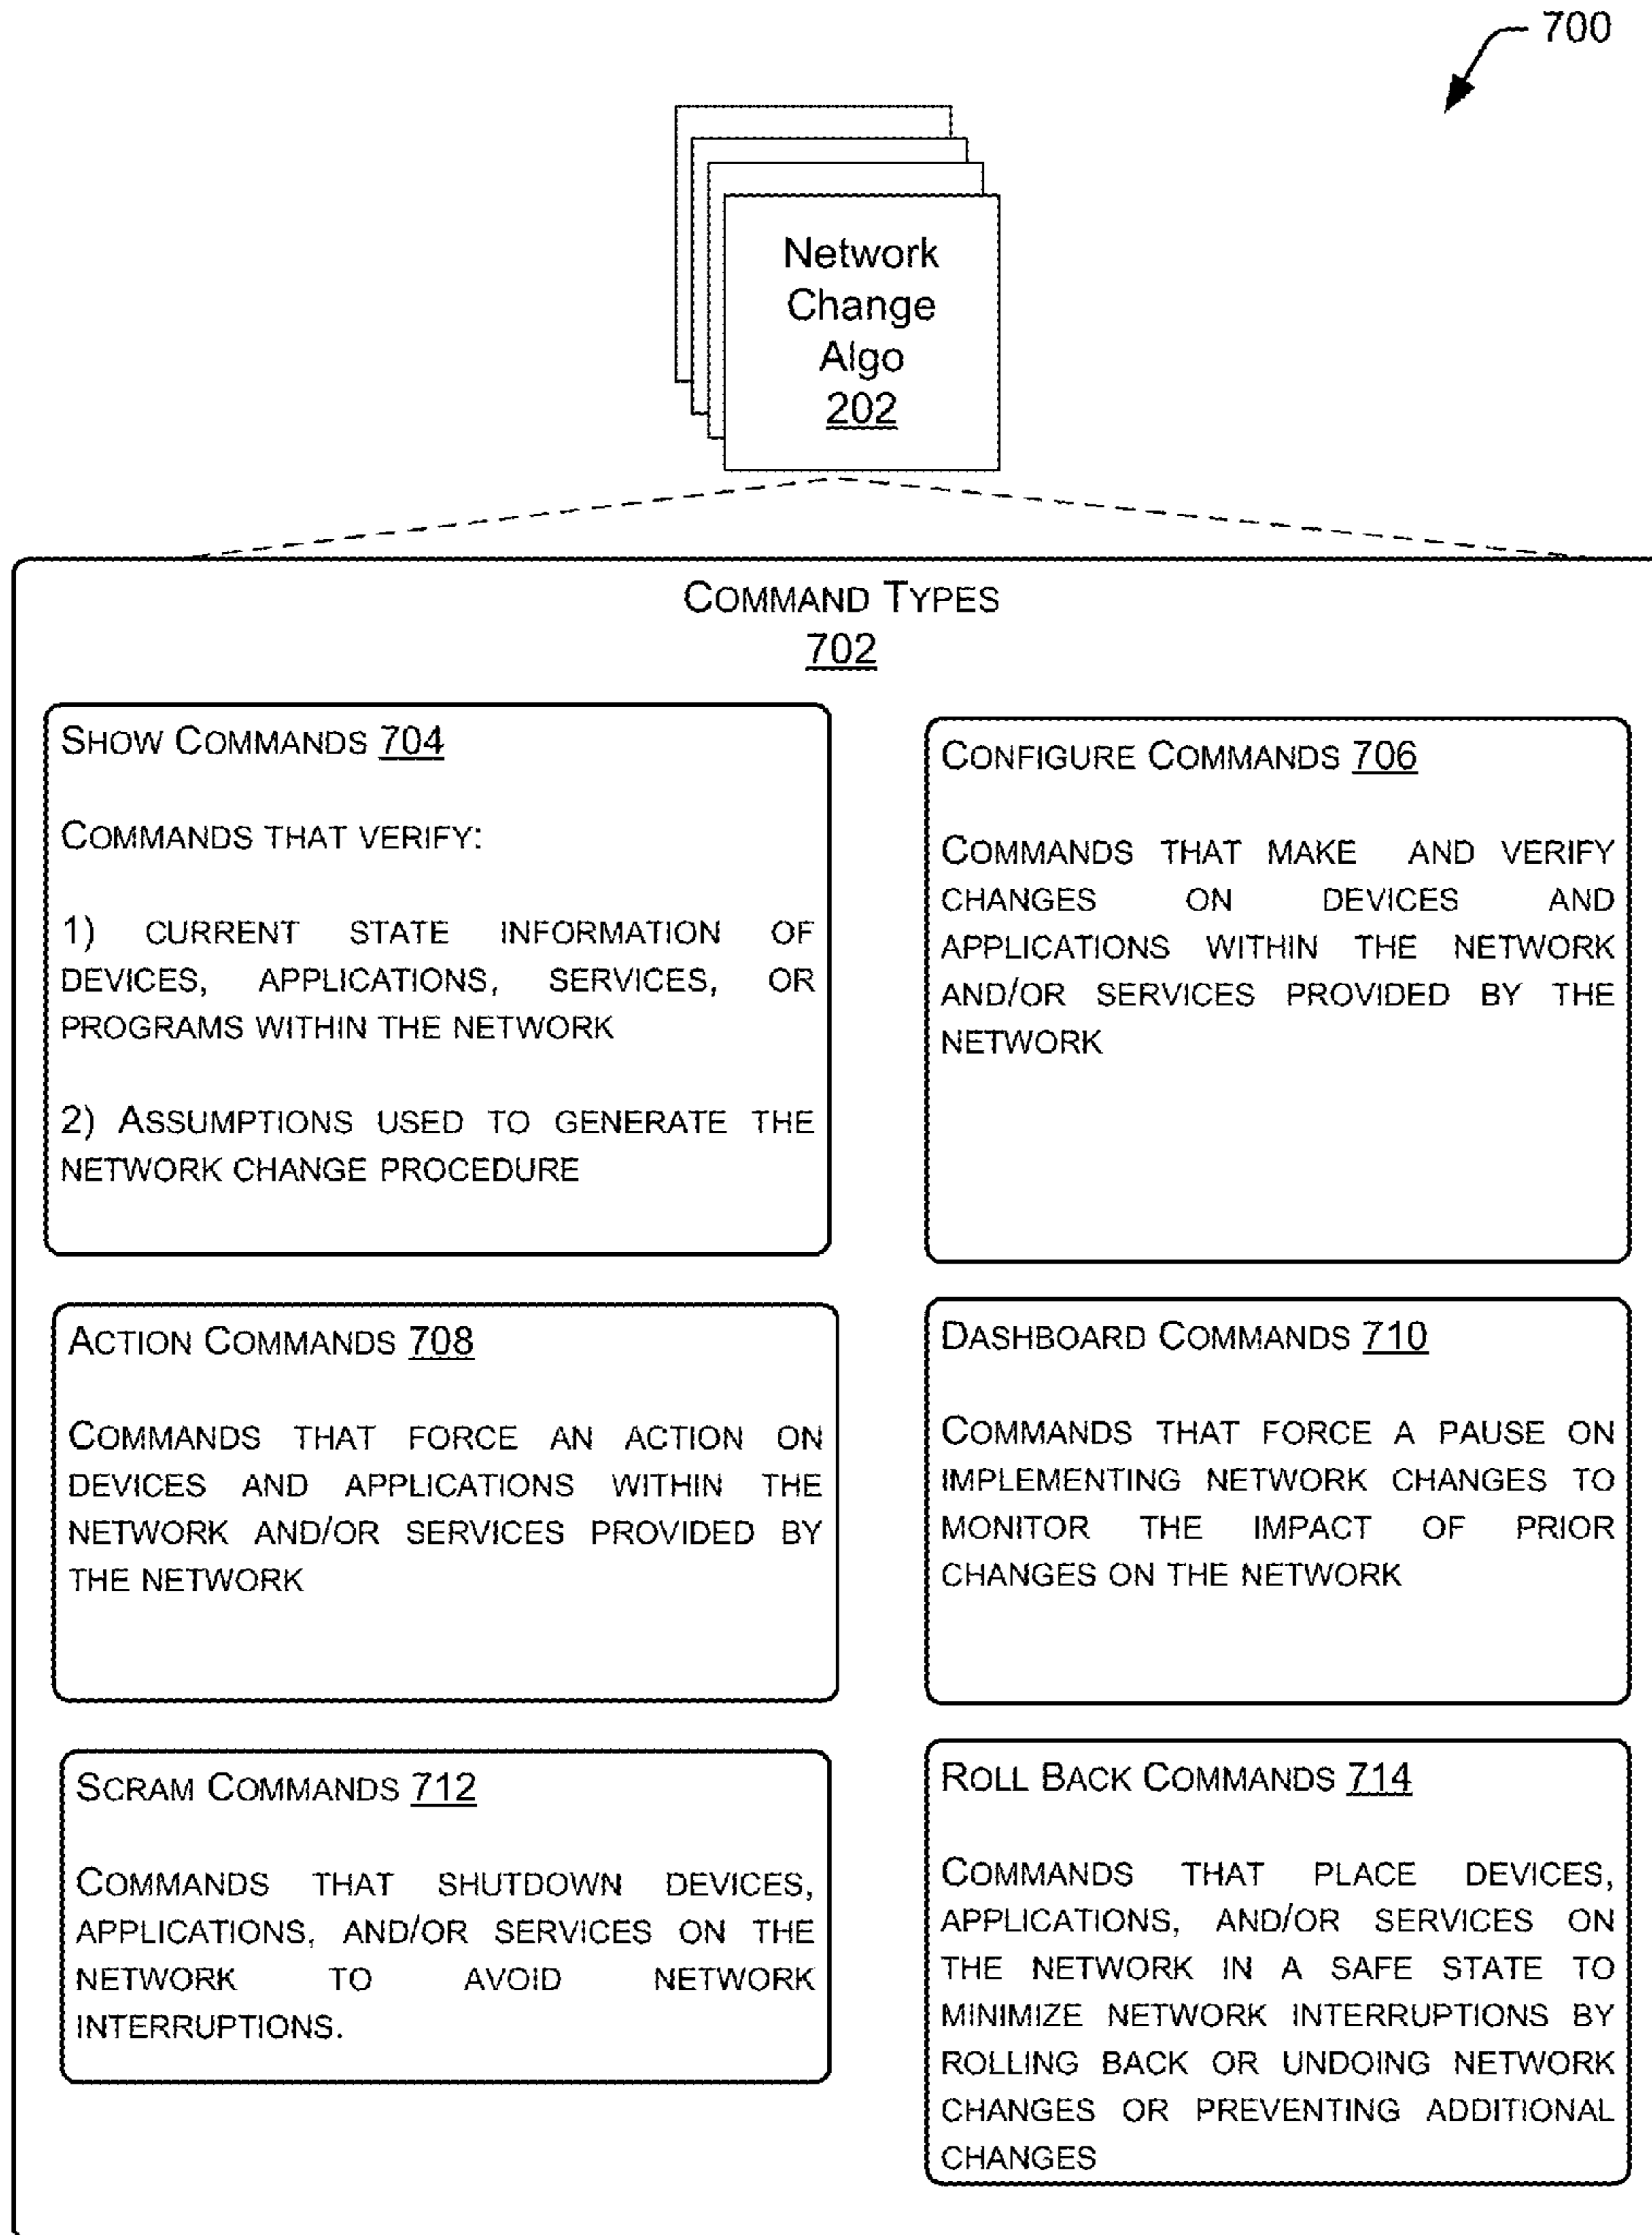 700
Network
Change
Algo
202
COMMAND TYPES
702
SHOW COMMANDS 704
COMMANDS THAT VERIFY:
1) CURRENT STATE INFORMATION OF
DEVICES, APPLICATIONS, SERVICES, OR
PROGRAMS WITHIN THE NETWORK
2) ASSUMPTIONS USED TO GENERATE THE
NETWORK CHANGE PROCEDURE
CONFIGURE COMMANDS 706
COMMANDS THAT MAKE AND VERIFY
CHANGES ON DEVICES AND
APPLICATIONS WITHIN THE NETWORK
AND/OR SERVICES PROVIDED BY THE
NETWORK
ACTION COMMANDS 708
COMMANDS THAT FORCE AN ACTION ON
DEVICES AND APPLICATIONS WITHIN THE
NETWORK AND/OR SERVICES PROVIDED BY
THE NETWORK
DASHBOARD COMMANDS 710
COMMANDS THAT FORCE A PAUSE ON
IMPLEMENTING NETWORK CHANGES TO
MONITOR THE IMPACT OF PRIOR
CHANGES ON THE NETWORK
SCRAM COMMANDS 712
COMMANDS THAT SHUTDOWN DEVICES,
APPLICATIONS, AND/OR SERVICES ON THE
NETWORK TO AVOID NETWORK
INTERRUPTIONS.
ROLL BACK COMMANDS 714
COMMANDS THAT PLACE DEVICES,
APPLICATIONS, AND/OR SERVICES ON
THE NETWORK IN A SAFE STATE TO
MINIMIZE NETWORK INTERRUPTIONS BY
ROLLING BACK OR UNDOING NETWORK
CHANGES OR PREVENTING ADDITIONAL
CHANGES